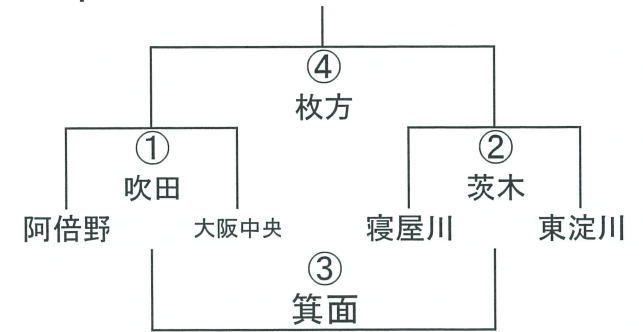 ④
枚方
① ②
吹田 茨木
阿倍野 大阪中央 寝屋川 東淀川
③
箕面